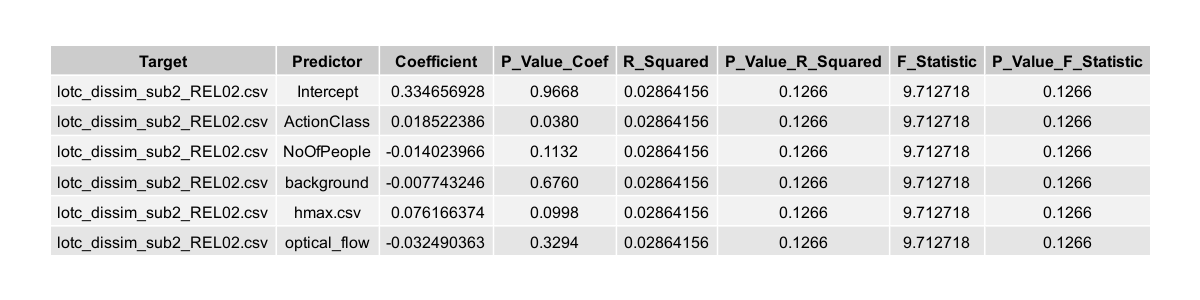 Target Predictor Coefficient P_Value_Coef R_Squared P_Value_R_Squared F_Statistic P_Value_F_Statistic
lotc_dissim_sub2_REL02.csv Intercept 0.334656928 0.9668 0.02864156 0.1266 9.712718 0.1266
lotc_dissim_sub2_REL02.csv ActionClass 0.018522386 0.0380 0.02864156 0.1266 9.712718 0.1266
lotc_dissim_sub2_REL02.csv NoOfPeople -0.014023966 0.1132 0.02864156 0.1266 9.712718 0.1266
lotc_dissim_sub2_REL02.csv background -0.007743246 0.6760 0.02864156 0.1266 9.712718 0.1266
lotc_dissim_sub2_REL02.csv hmax.csv 0.076166374 0.0998 0.02864156 0.1266 9.712718 0.1266
lotc_dissim_sub2_REL02.csv optical_flow -0.032490363 0.3294 0.02864156 0.1266 9.712718 0.1266